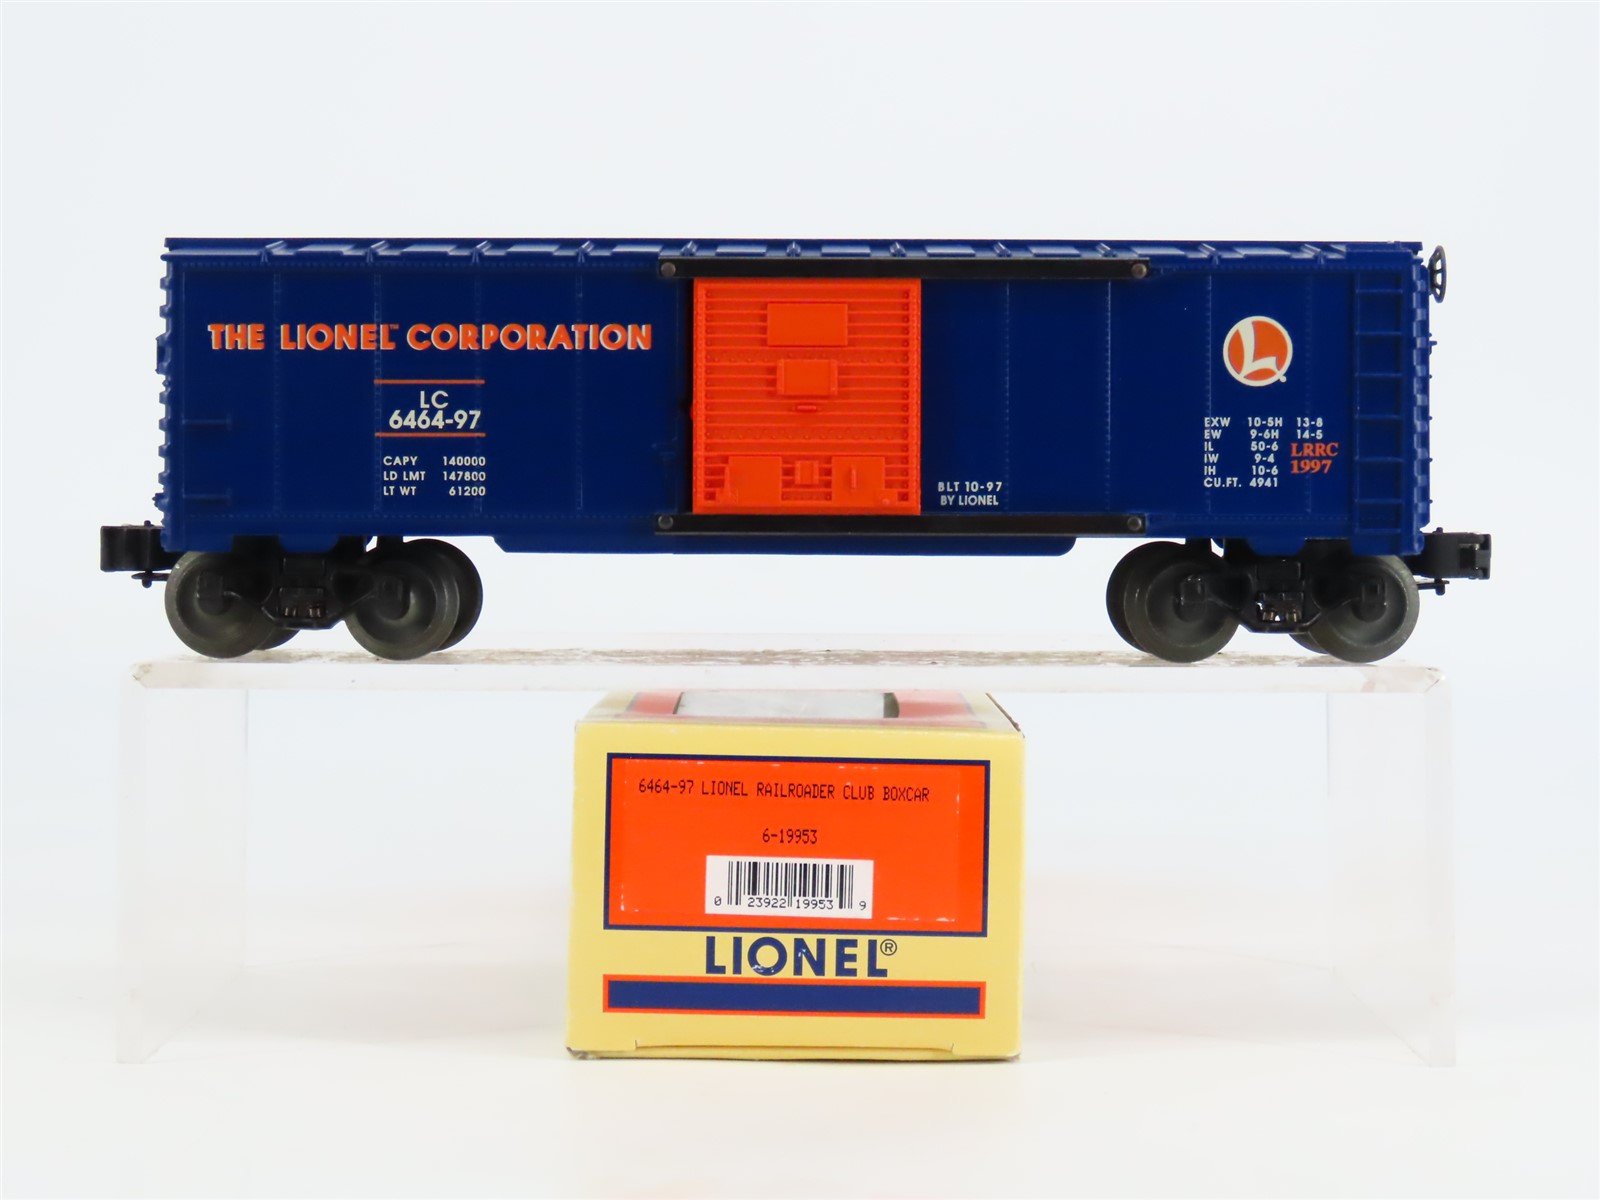 THE LIONEL™ CORPORATION
LC
6464-97
CAPY 140000
LD LMT 147800
LT WT 61200
BLT 10-97
BY LIONEL
L®
EXW 10-5H 13-8
EW 9-6H 14-5
IL 50-6
IW 9-4
IH 10-6
CU.FT. 4941
LRRC
1997
6464-97 LIONEL RAILROADER CLUB BOXCAR
6-19953
0 23922 19953 9
LIONEL®